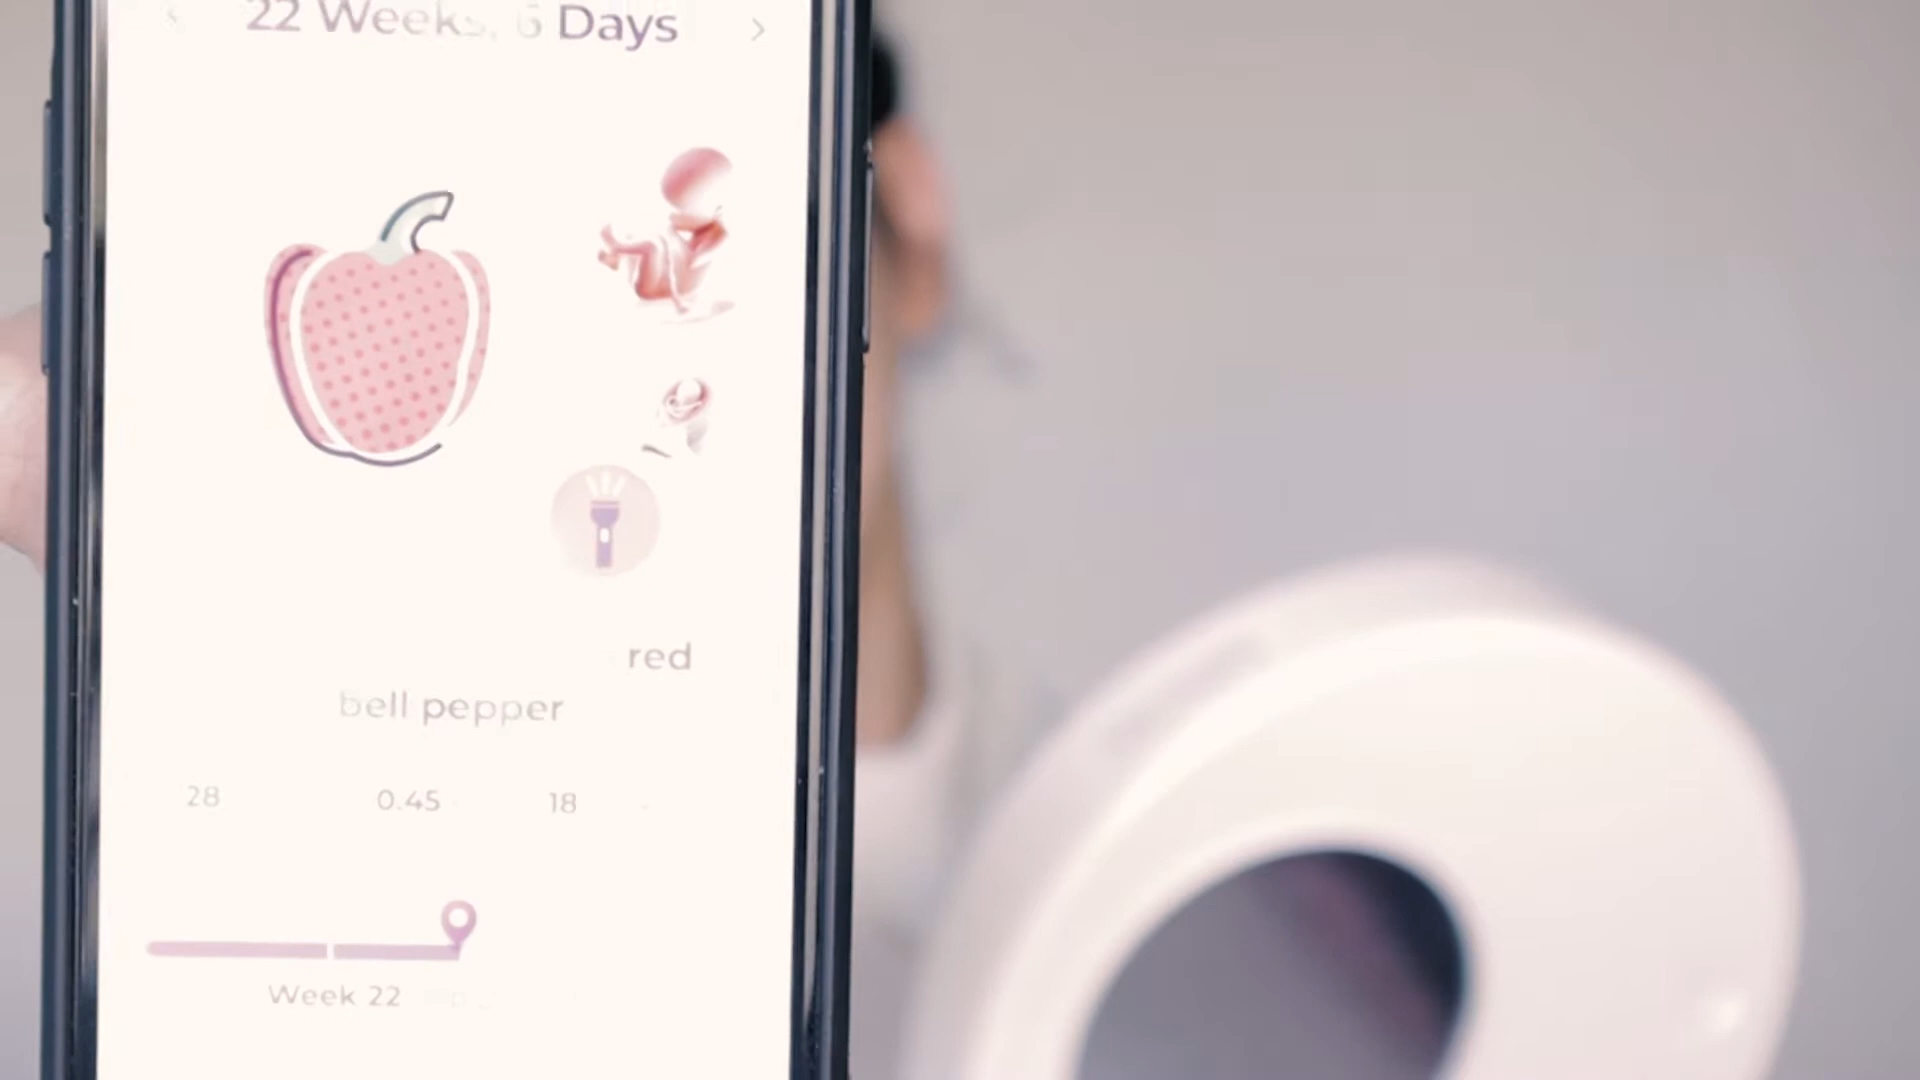 22 Weeks, 6 Days
red
bell pepper
28 0.45 18
Week 22